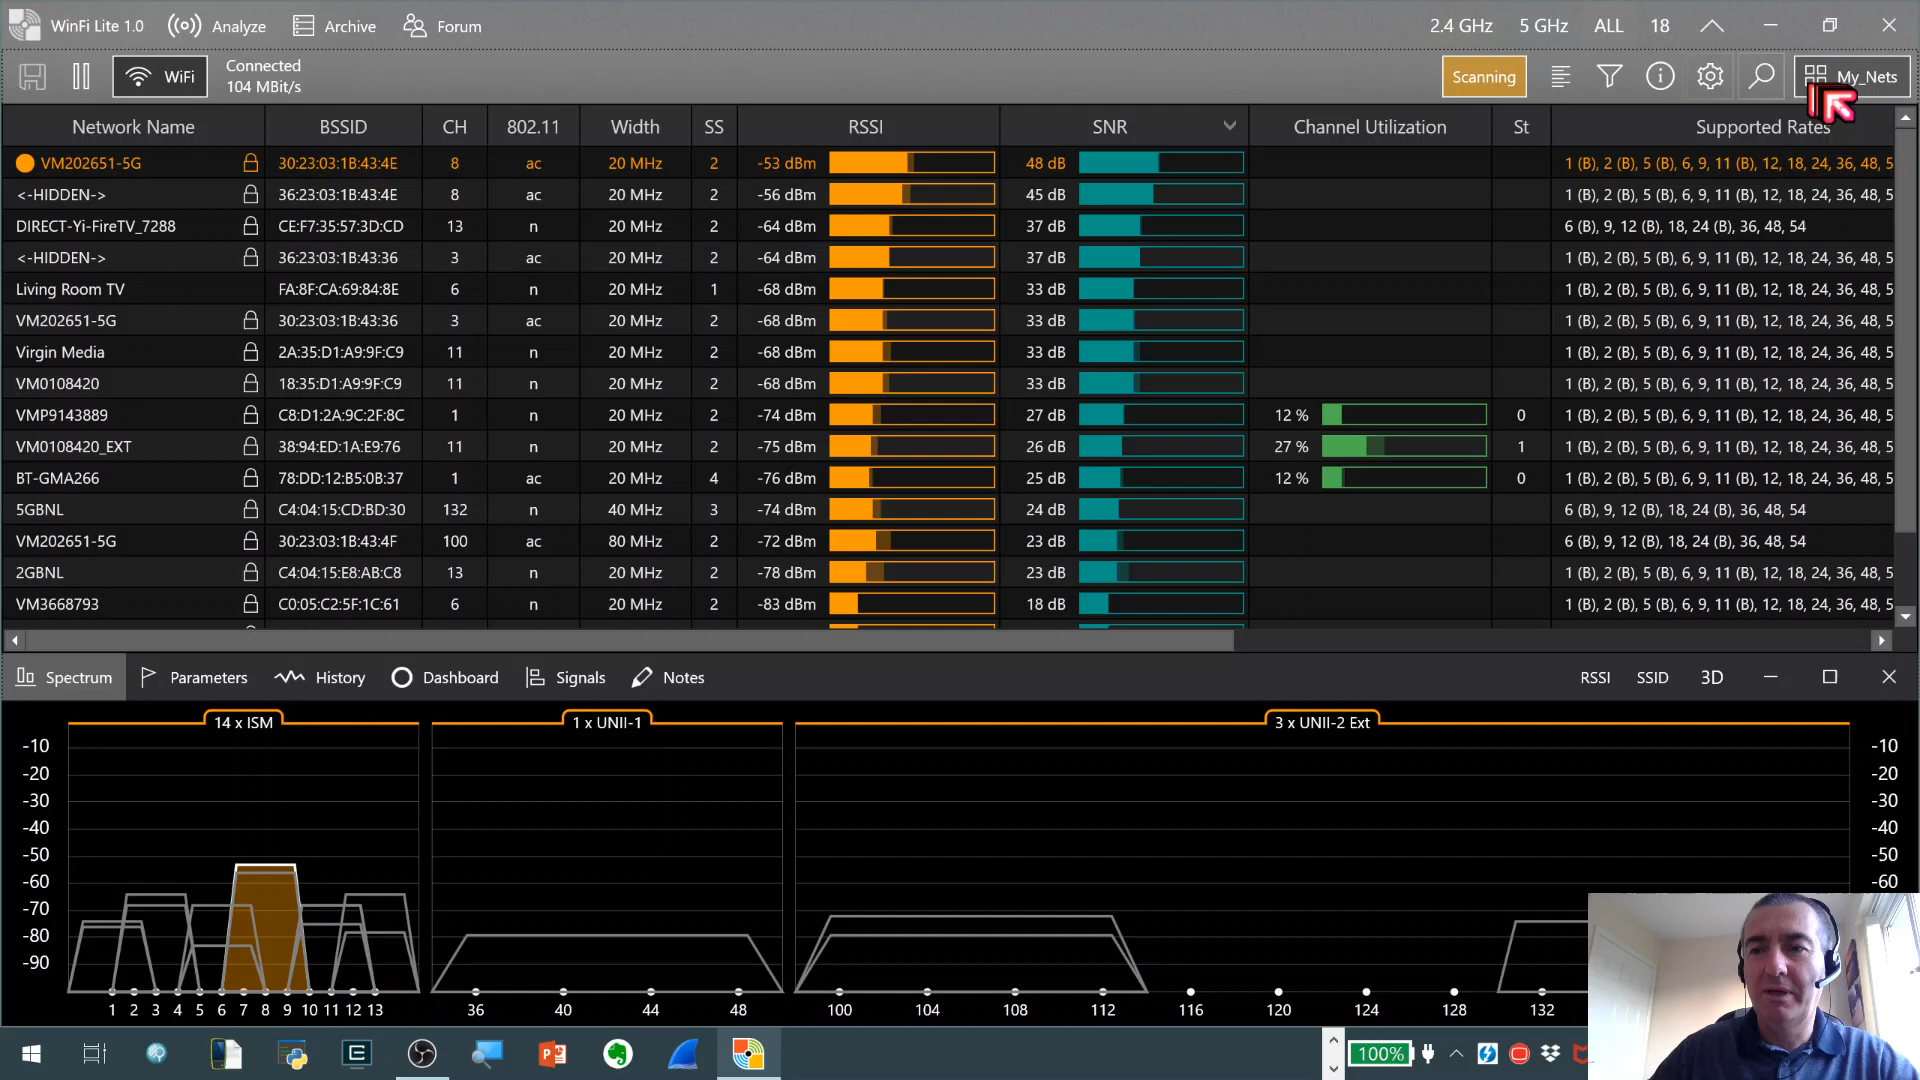 WinFi Lite 1.0 Analyze Archive Forum 2.4 GHz 5 GHz ALL 18
WiFi Connected 104 MBit/s Scanning My_Nets
Network Name BSSID CH 802.11 Width SS RSSI SNR Channel Utilization St Supported Rates
VM202651-5G 30:23:03:1B:43:4E 8 ac 20 MHz 2 -53 dBm 48 dB 1 (B), 2 (B), 5 (B), 6, 9, 11 (B), 12, 18, 24, 36, 48, 5
<-HIDDEN-> 36:23:03:1B:43:4E 8 ac 20 MHz 2 -56 dBm 45 dB 1 (B), 2 (B), 5 (B), 6, 9, 11 (B), 12, 18, 24, 36, 48, 5
DIRECT-Yi-FireTV_7288 CE:F7:35:57:3D:CD 13 n 20 MHz 2 -64 dBm 37 dB 6 (B), 9, 12 (B), 18, 24 (B), 36, 48, 54
<-HIDDEN-> 36:23:03:1B:43:36 3 ac 20 MHz 2 -64 dBm 37 dB 1 (B), 2 (B), 5 (B), 6, 9, 11 (B), 12, 18, 24, 36, 48, 5
Living Room TV FA:8F:CA:69:84:8E 6 n 20 MHz 1 -68 dBm 33 dB 1 (B), 2 (B), 5 (B), 6, 9, 11 (B), 12, 18, 24, 36, 48, 5
VM202651-5G 30:23:03:1B:43:36 3 ac 20 MHz 2 -68 dBm 33 dB 1 (B), 2 (B), 5 (B), 6, 9, 11 (B), 12, 18, 24, 36, 48, 5
Virgin Media 2A:35:D1:A9:9F:C9 11 n 20 MHz 2 -68 dBm 33 dB 1 (B), 2 (B), 5 (B), 6, 9, 11 (B), 12, 18, 24, 36, 48, 5
VM0108420 18:35:D1:A9:9F:C9 11 n 20 MHz 2 -68 dBm 33 dB 1 (B), 2 (B), 5 (B), 6, 9, 11 (B), 12, 18, 24, 36, 48, 5
VMP9143889 C8:D1:2A:9C:2F:8C 1 n 20 MHz 2 -74 dBm 27 dB 12 % 0 1 (B), 2 (B), 5 (B), 6, 9, 11 (B), 12, 18, 24, 36, 48, 5
VM0108420_EXT 38:94:ED:1A:E9:76 11 n 20 MHz 2 -75 dBm 26 dB 27 % 1 1 (B), 2 (B), 5 (B), 6, 9, 11 (B), 12, 18, 24, 36, 48, 5
BT-GMA266 78:DD:12:B5:0B:37 1 ac 20 MHz 4 -76 dBm 25 dB 12 % 0 1 (B), 2 (B), 5 (B), 6, 9, 11 (B), 12, 18, 24, 36, 48, 5
5GBNL C4:04:15:CD:BD:30 132 n 40 MHz 3 -74 dBm 24 dB 6 (B), 9, 12 (B), 18, 24 (B), 36, 48, 54
VM202651-5G 30:23:03:1B:43:4F 100 ac 80 MHz 2 -72 dBm 23 dB 6 (B), 9, 12 (B), 18, 24 (B), 36, 48, 54
2GBNL C4:04:15:E8:AB:C8 13 n 20 MHz 2 -78 dBm 23 dB 1 (B), 2 (B), 5 (B), 6, 9, 11 (B), 12, 18, 24, 36, 48, 5
VM3668793 C0:05:C2:5F:1C:61 6 n 20 MHz 2 -83 dBm 18 dB 1 (B), 2 (B), 5 (B), 6, 9, 11 (B), 12, 18, 24, 36, 48, 5
Spectrum Parameters History Dashboard Signals Notes RSSI SSID 3D
14 x ISM 1 x UNII-1 3 x UNII-2 Ext
-10 -10
-20 -20
-30 -30
-40 -40
-50 -50
-60 -60
-70
-80
-90
1 2 3 4 5 6 7 8 9 10 11 12 13 36 40 44 48 100 104 108 112 116 120 124 128 132
100%